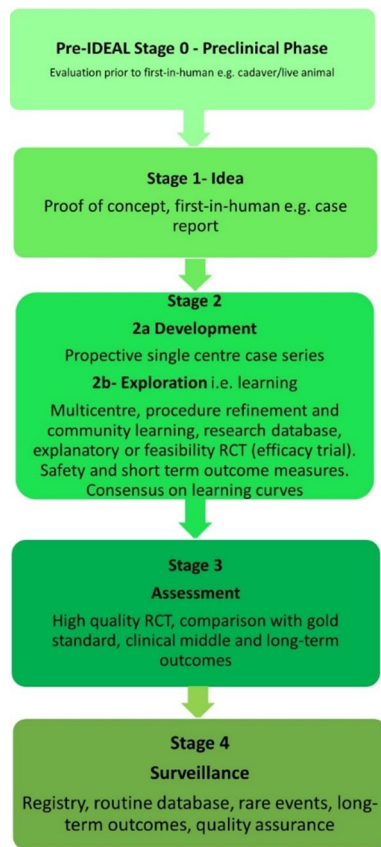 Pre-IDEAL Stage 0 - Preclinical Phase
Evaluation prior to first-in-human e.g. cadaver/live animal
Stage 1- Idea
Proof of concept, first-in-human e.g. case
report
Stage 2
2a Development
Propective single centre case series
2b- Exploration i.e. learning
Multicentre, procedure refinement and
community learning, research database,
explanatory or feasibility RCT (efficacy trial).
Safety and short term outcome measures.
Consensus on learning curves
Stage 3
Assessment
High quality RCT, comparison with gold
standard, clinical middle and long-term
outcomes
Stage 4
Surveillance
Registry, routine database, rare events, long-
term outcomes, quality assurance